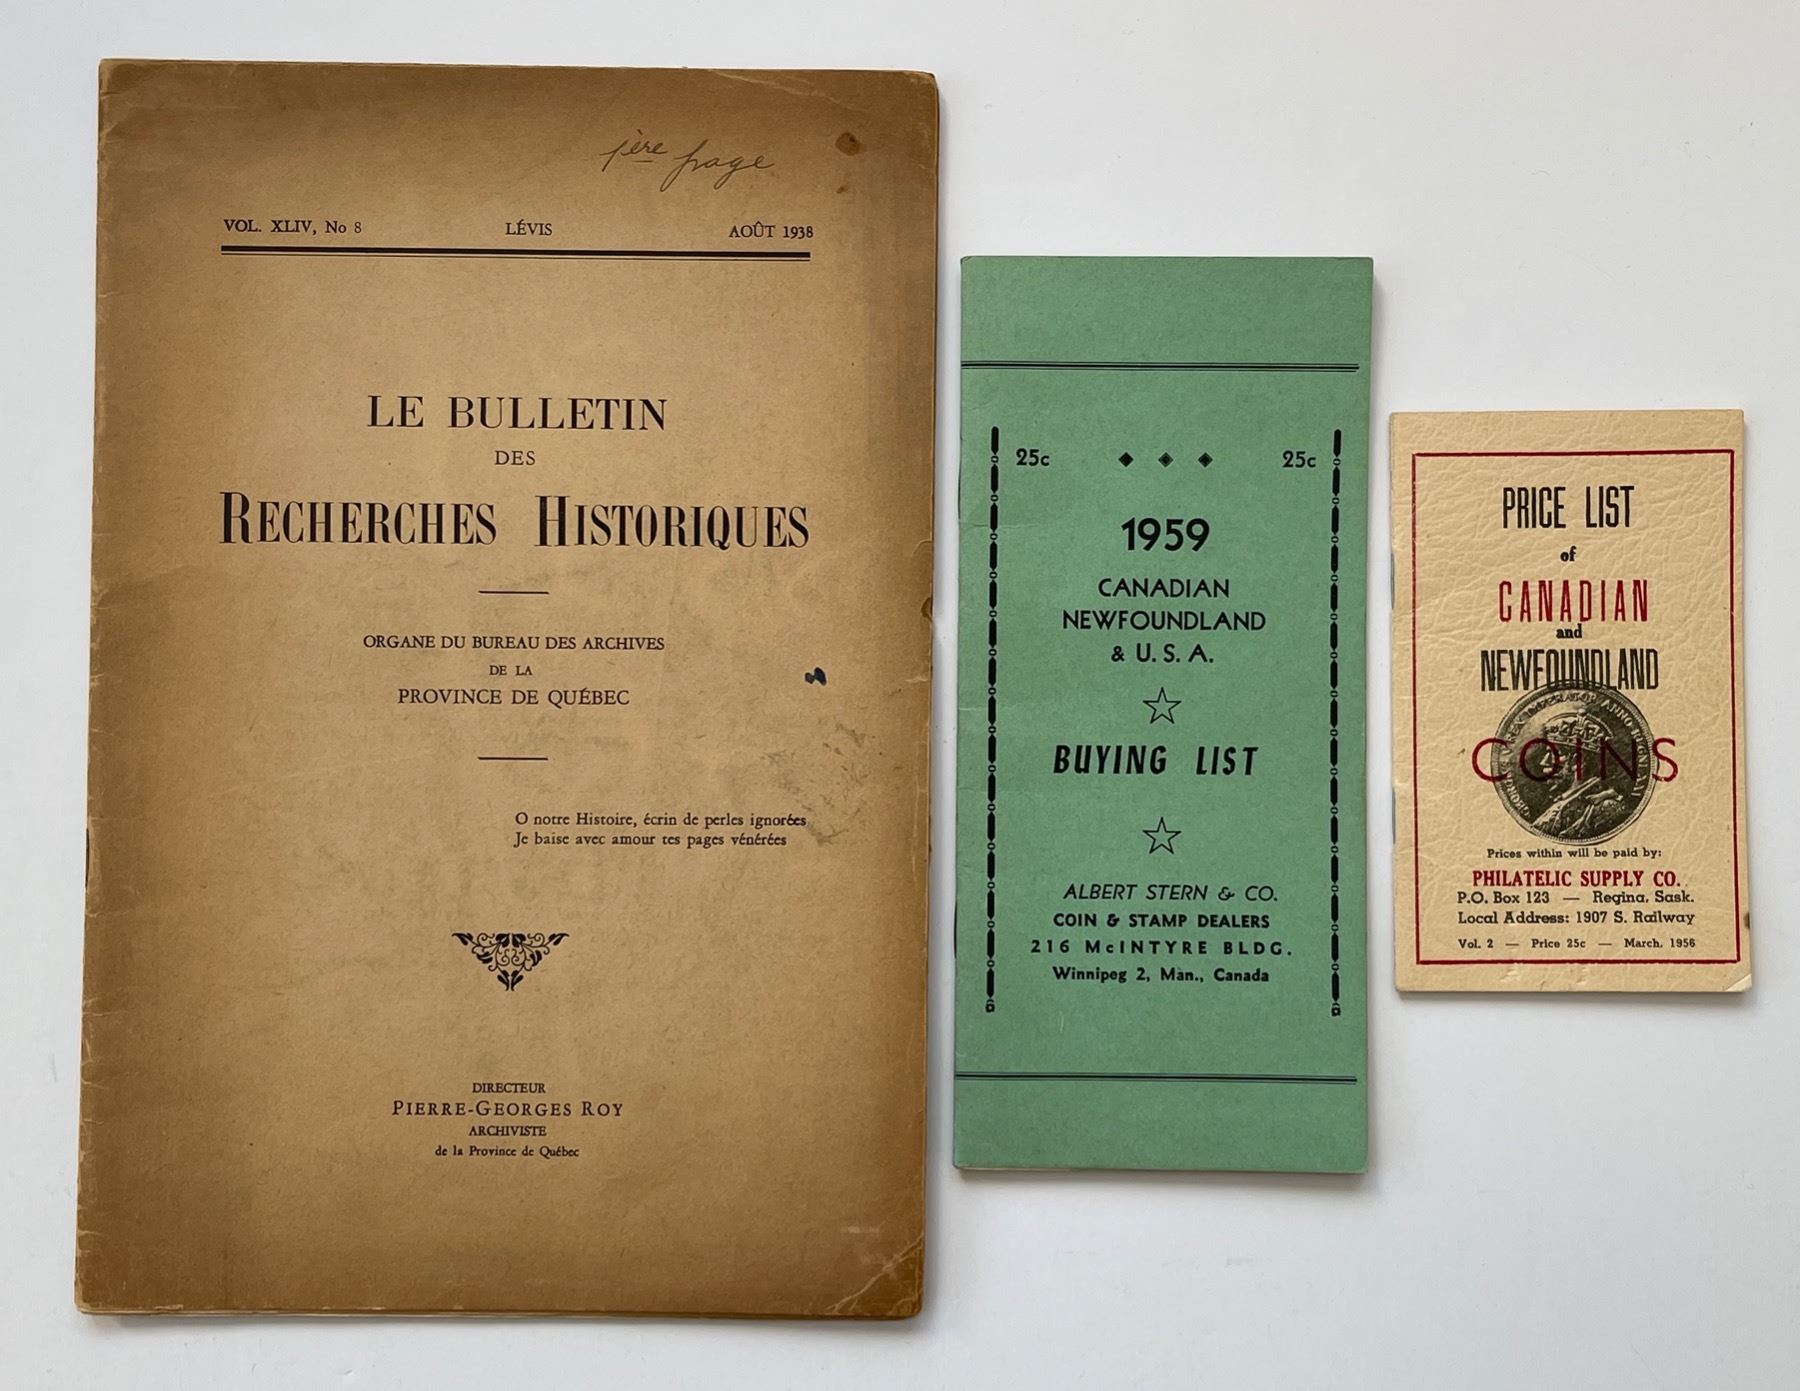 1ère page
VOL. XLIV, No 8 LÉVIS AOÛT 1938
LE BULLETIN
DES
RECHERCHES HISTORIQUES
ORGANE DU BUREAU DES ARCHIVES
DE LA
PROVINCE DE QUÉBEC
O notre Histoire, écrin de perles ignorées
Je baise avec amour tes pages vénérées
DIRECTEUR
PIERRE-GEORGES ROY
ARCHIVISTE
de la Province de Québec
25c 25c
1959
CANADIAN
NEWFOUNDLAND
& U. S. A.
BUYING LIST
ALBERT STERN & CO.
COIN & STAMP DEALERS
216 McINTYRE BLDG.
Winnipeg 2, Man., Canada
PRICE LIST
of
CANADIAN
and
NEWFOUNDLAND
COINS
Prices within will be paid by:
PHILATELIC SUPPLY CO.
P.O. Box 123 — Regina, Sask.
Local Address: 1907 S. Railway
Vol. 2 — Price 25c — March, 1956